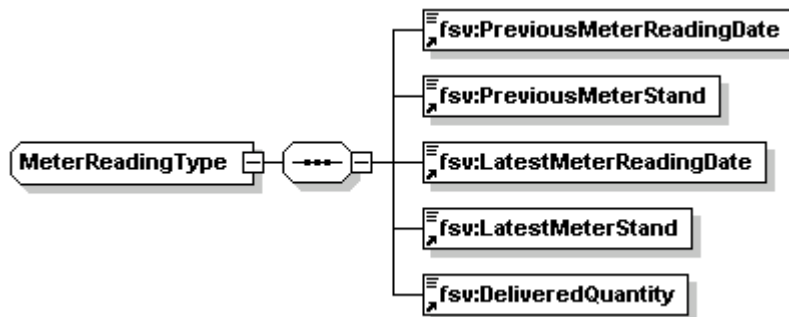 fsv:PreviousMeterReadingDate
fsv:PreviousMeterStand
MeterReadingType
fsv:LatestMeterReadingDate
fsv:LatestMeterStand
fsv:DeliveredQuantity